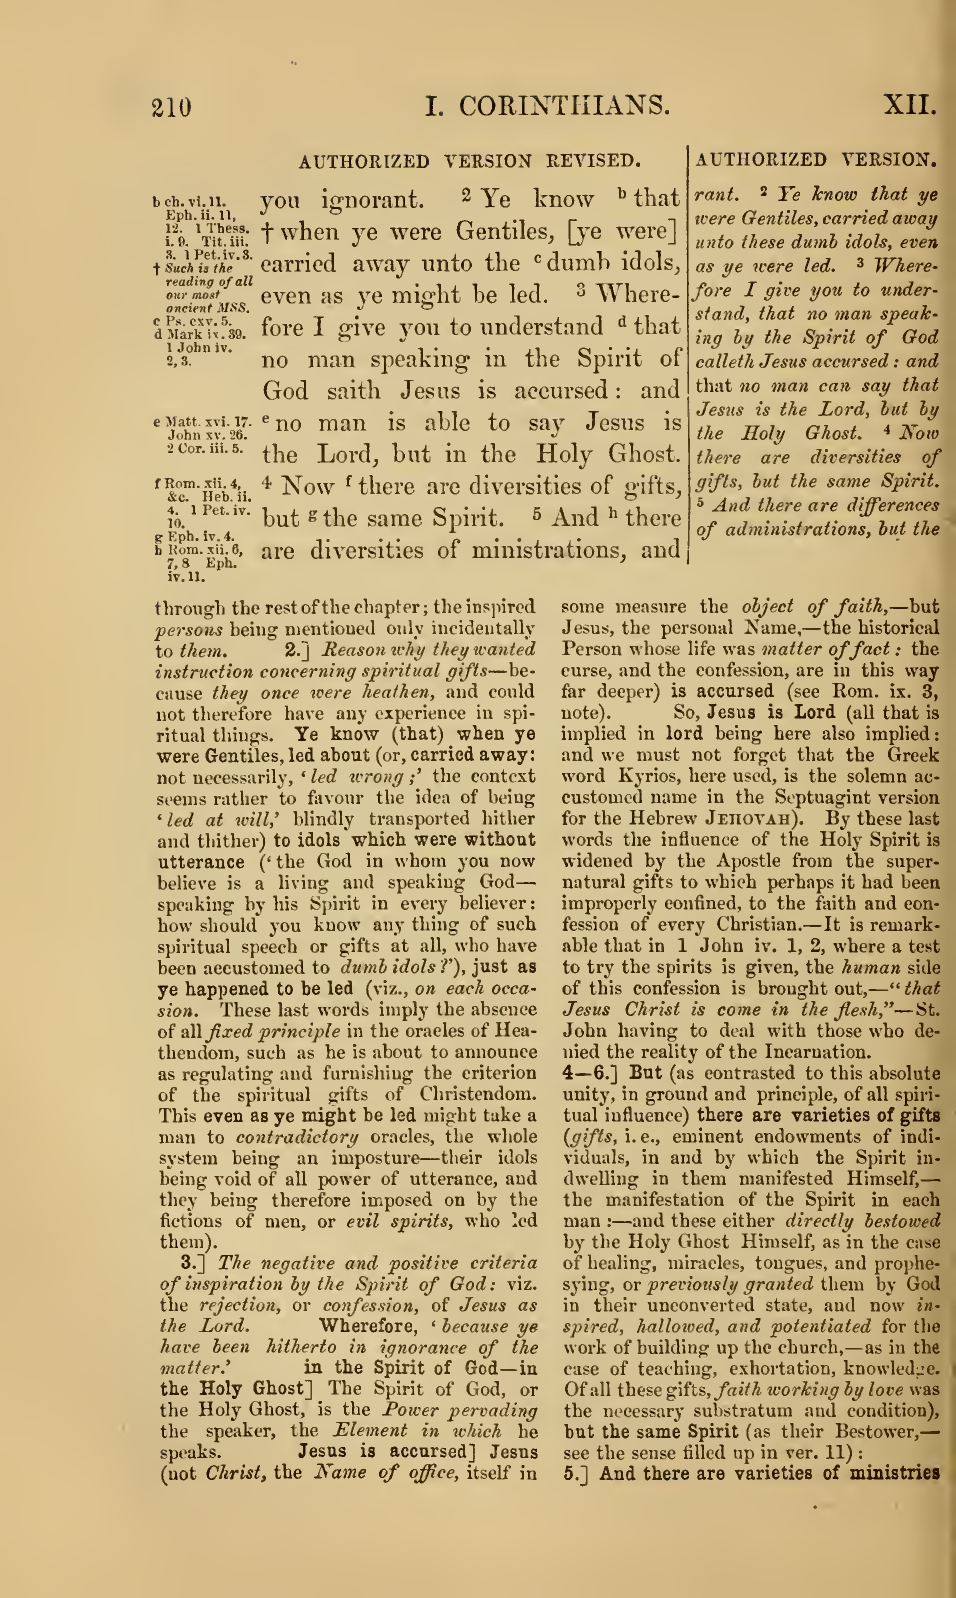 210
I. CORINTHIANS.
XII.
AUTHORIZED VERSION REVISED.
b ch. vi. 11.
Eph. ii. 11,
12. 1 Thess.
i. 9. Tit. iii.
3. 1 Pet. iv. 3.
† Such is the
reading of all
our most
ancient MSS.
c Ps. cxv. 5.
d Mark ix. 39.
1 John iv.
2, 3.
e Matt. xvi. 17.
John xv. 26.
2 Cor. iii. 5.
f Rom. xii. 4,
&c. Heb. ii.
4. 1 Pet. iv.
10.
g Eph. iv. 4.
h Rom. xii. 6,
7, 8 Eph.
iv. 11.
you ignorant. 2 Ye know b that
† when ye were Gentiles, [ye were]
carried away unto the c dumb idols,
even as ye might be led. 3 Where-
fore I give you to understand d that
no man speaking in the Spirit of
God saith Jesus is accursed: and
e no man is able to say Jesus is
the Lord, but in the Holy Ghost.
4 Now f there are diversities of gifts,
but g the same Spirit. 5 And h there
are diversities of ministrations, and
AUTHORIZED VERSION.
rant. 2 Ye know that ye
were Gentiles, carried away
unto these dumb idols, even
as ye were led. 3 Where-
fore I give you to under-
stand, that no man speak-
ing by the Spirit of God
calleth Jesus accursed: and
that no man can say that
Jesus is the Lord, but by
the Holy Ghost. 4 Now
there are diversities of
gifts, but the same Spirit.
5 And there are differences
of administrations, but the
through the rest of the chapter; the inspired
persons being mentioned only incidentally
to them. 2.] Reason why they wanted
instruction concerning spiritual gifts—be-
cause they once were heathen, and could
not therefore have any experience in spi-
ritual things. Ye know (that) when ye
were Gentiles, led about (or, carried away:
not necessarily, ‘led wrong;’ the context
seems rather to favour the idea of being
‘led at will,’ blindly transported hither
and thither) to idols which were without
utterance (‘the God in whom you now
believe is a living and speaking God—
speaking by his Spirit in every believer:
how should you know any thing of such
spiritual speech or gifts at all, who have
been accustomed to dumb idols?’), just as
ye happened to be led (viz., on each occa-
sion. These last words imply the absence
of all fixed principle in the oracles of Hea-
thendom, such as he is about to announce
as regulating and furnishing the criterion
of the spiritual gifts of Christendom.
This even as ye might be led might take a
man to contradictory oracles, the whole
system being an imposture—their idols
being void of all power of utterance, and
they being therefore imposed on by the
fictions of men, or evil spirits, who led
them).
3.] The negative and positive criteria
of inspiration by the Spirit of God: viz.
the rejection, or confession, of Jesus as
the Lord. Wherefore, ‘because ye
have been hitherto in ignorance of the
matter.’ in the Spirit of God—in
the Holy Ghost] The Spirit of God, or
the Holy Ghost, is the Power pervading
the speaker, the Element in which he
speaks. Jesus is accursed] Jesus
(not Christ, the Name of office, itself in
some measure the object of faith,—but
Jesus, the personal Name,—the historical
Person whose life was matter of fact: the
curse, and the confession, are in this way
far deeper) is accursed (see Rom. ix. 3,
note). So, Jesus is Lord (all that is
implied in lord being here also implied:
and we must not forget that the Greek
word Kyrios, here used, is the solemn ac-
customed name in the Septuagint version
for the Hebrew JEHOVAH). By these last
words the influence of the Holy Spirit is
widened by the Apostle from the super-
natural gifts to which perhaps it had been
improperly confined, to the faith and con-
fession of every Christian.—It is remark-
able that in 1 John iv. 1, 2, where a test
to try the spirits is given, the human side
of this confession is brought out,—“that
Jesus Christ is come in the flesh,”—St.
John having to deal with those who de-
nied the reality of the Incarnation.
4—6.] But (as contrasted to this absolute
unity, in ground and principle, of all spiri-
tual influence) there are varieties of gifts
(gifts, i. e., eminent endowments of indi-
viduals, in and by which the Spirit in-
dwelling in them manifested Himself,—
the manifestation of the Spirit in each
man:—and these either directly bestowed
by the Holy Ghost Himself, as in the case
of healing, miracles, tongues, and prophe-
sying, or previously granted them by God
in their unconverted state, and now in-
spired, hallowed, and potentiated for the
work of building up the church,—as in the
case of teaching, exhortation, knowledge.
Of all these gifts, faith working by love was
the necessary substratum and condition),
but the same Spirit (as their Bestower,—
see the sense filled up in ver. 11):
5.] And there are varieties of ministries